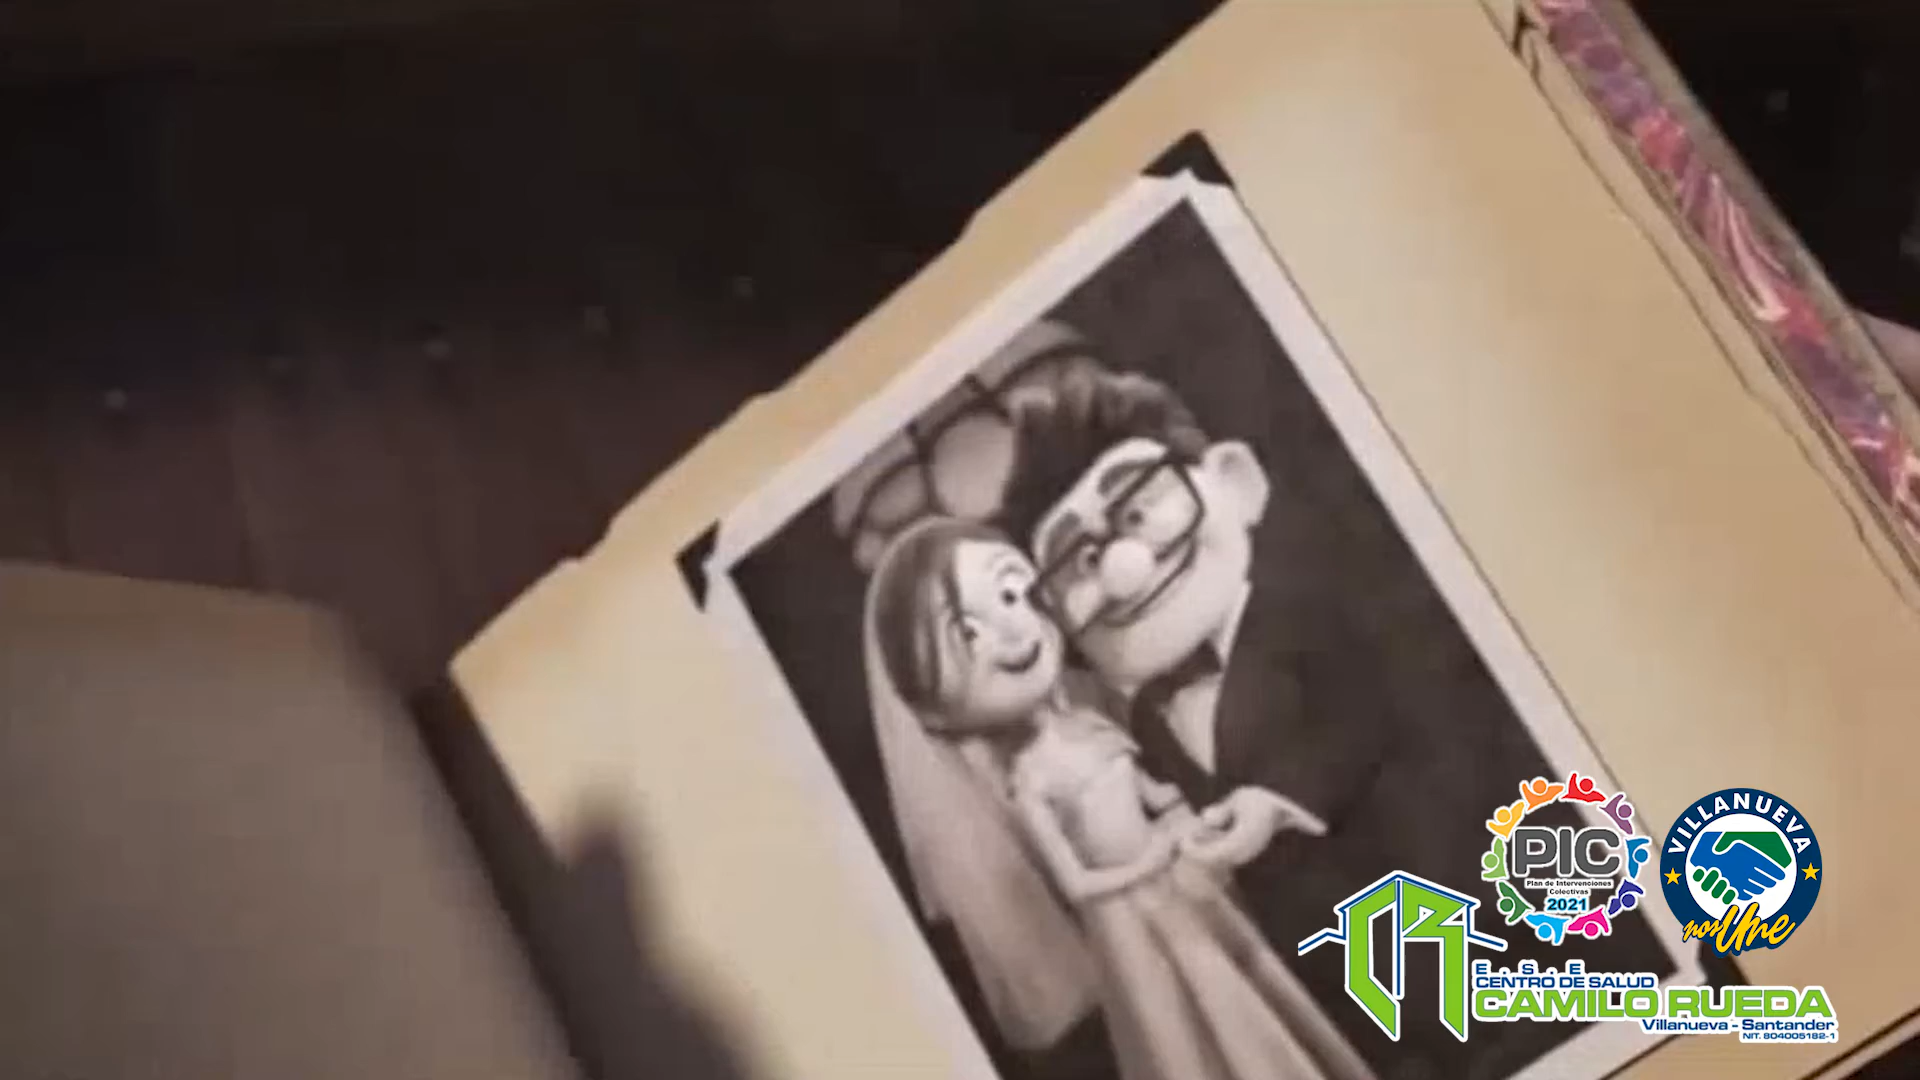 PIC
Plan de Intervenciones
Colectivas
2021
VILLANUEVA
nos Une
CR
E.S.E
CENTRO DE SALUD
CAMILO RUEDA
Villanueva - Santander
NIT. 804005182-1